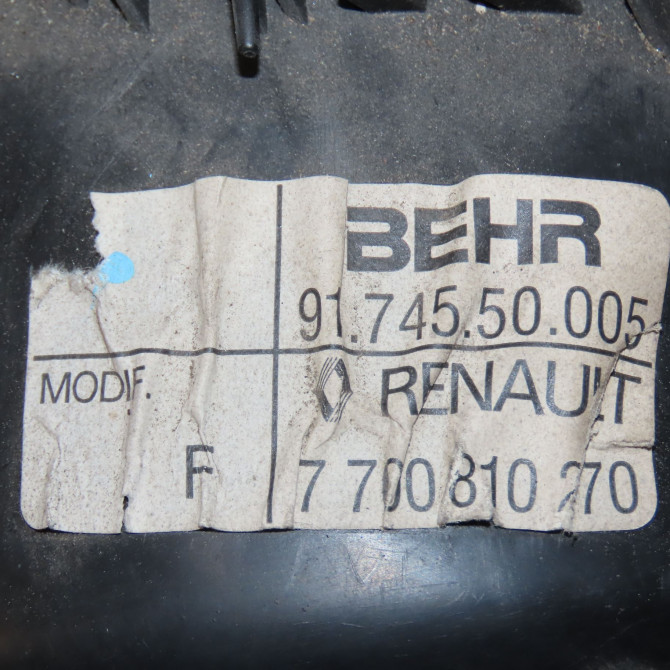 BEHR
91.745.50.005
MODIF. RENAULT
F 7 700 810 270